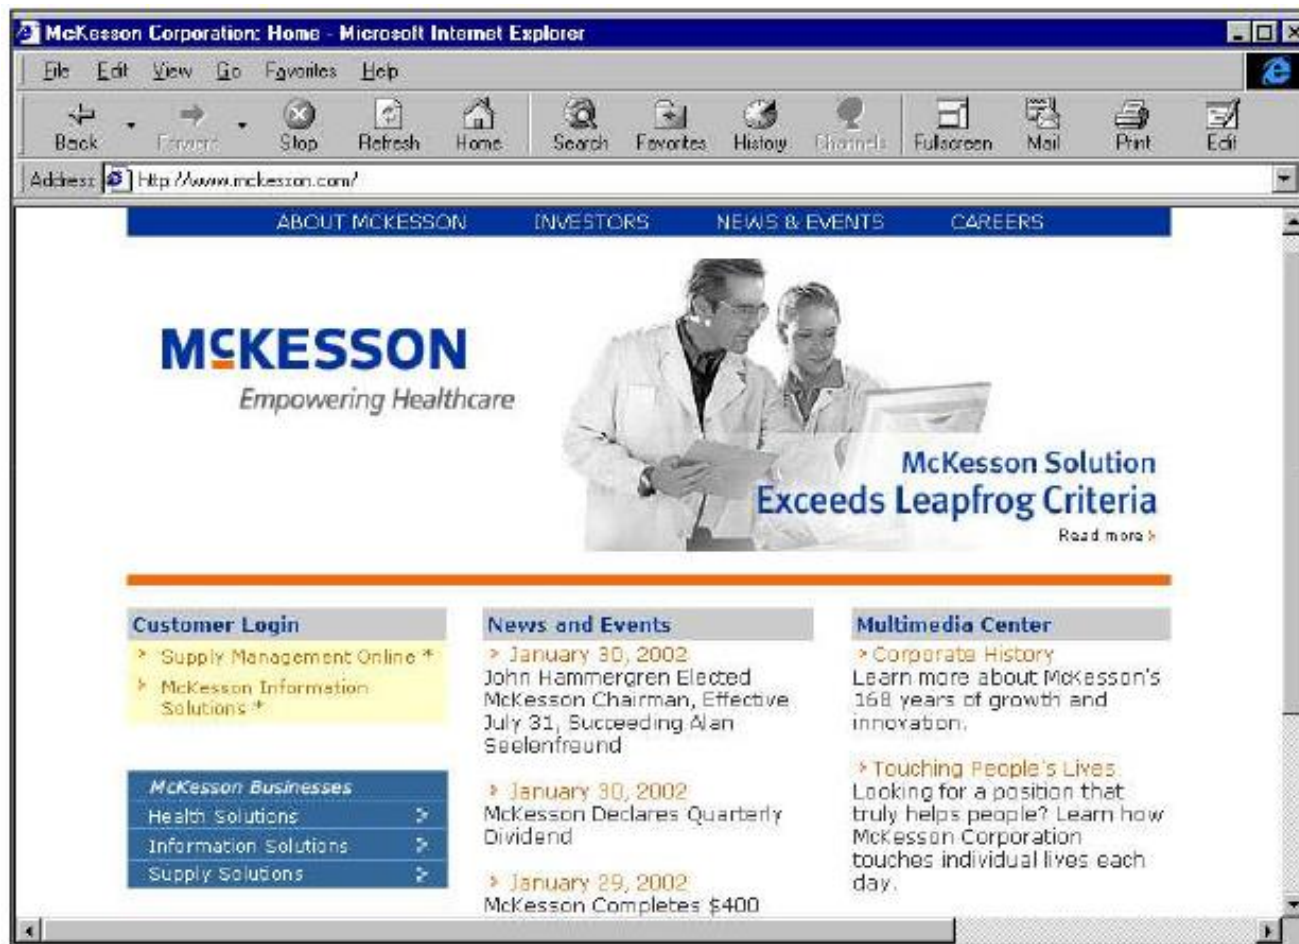 McKesson Corporation: Home - Microsoft Internet Explorer
File Edit View Go Favorites Help
Back Forward Stop Refresh Home Search Favorites History Channels Fullscreen Mail Print Edit
Address http://www.mckesson.com/
ABOUT MCKESSON INVESTORS NEWS & EVENTS CAREERS
McKESSON
Empowering Healthcare
McKesson Solution
Exceeds Leapfrog Criteria
Read more >
Customer Login
> Supply Management Online *
> McKesson Information
Solutions *
McKesson Businesses
Health Solutions >
Information Solutions >
Supply Solutions >
News and Events
> January 30, 2002
John Hammergren Elected
McKesson Chairman, Effective
July 31, Succeeding Alan
Seelenfreund
> January 30, 2002
McKesson Declares Quarterly
Dividend
> January 29, 2002
McKesson Completes $400
Multimedia Center
> Corporate History
Learn more about McKesson's
168 years of growth and
innovation.
> Touching People's Lives
Looking for a position that
truly helps people? Learn how
McKesson Corporation
touches individual lives each
day.